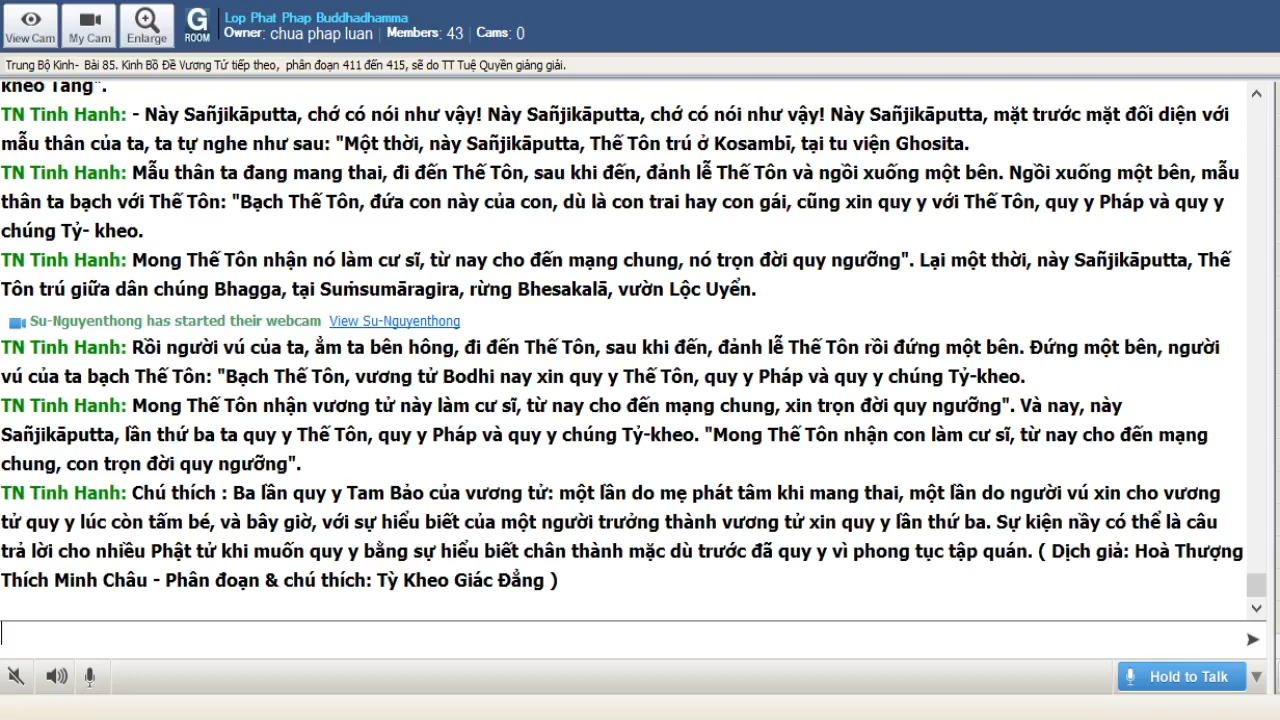 View Cam
My Cam
Enlarge
G
ROOM
Lop Phat Phap Buddhadhamma
Owner: chua phap luan | Members: 43 | Cams: 0
Trung Bộ Kinh- Bài 85. Kinh Bồ Đề Vương Tử tiếp theo, phân đoạn 411 đến 415, sẽ do TT Tuệ Quyền giảng giải.
kheo Tăng".
TN Tinh Hanh: - Này Sañjikāputta, chớ có nói như vậy! Này Sañjikāputta, chớ có nói như vậy! Này Sañjikāputta, mặt trước mặt đối diện với
mẫu thân của ta, ta tự nghe như sau: "Một thời, này Sañjikāputta, Thế Tôn trú ở Kosambī, tại tu viện Ghosita.
TN Tinh Hanh: Mẫu thân ta đang mang thai, đi đến Thế Tôn, sau khi đến, đảnh lễ Thế Tôn và ngồi xuống một bên. Ngồi xuống một bên, mẫu
thân ta bạch với Thế Tôn: "Bạch Thế Tôn, đứa con này của con, dù là con trai hay con gái, cũng xin quy y với Thế Tôn, quy y Pháp và quy y
chúng Tỷ- kheo.
TN Tinh Hanh: Mong Thế Tôn nhận nó làm cư sĩ, từ nay cho đến mạng chung, nó trọn đời quy ngưỡng". Lại một thời, này Sañjikāputta, Thế
Tôn trú giữa dân chúng Bhagga, tại Suṁsumāragira, rừng Bhesakalā, vườn Lộc Uyển.
Su-Nguyenthong has started their webcam View Su-Nguyenthong
TN Tinh Hanh: Rồi người vú của ta, ẵm ta bên hông, đi đến Thế Tôn, sau khi đến, đảnh lễ Thế Tôn rồi đứng một bên. Đứng một bên, người
vú của ta bạch Thế Tôn: "Bạch Thế Tôn, vương tử Bodhi nay xin quy y Thế Tôn, quy y Pháp và quy y chúng Tỷ-kheo.
TN Tinh Hanh: Mong Thế Tôn nhận vương tử này làm cư sĩ, từ nay cho đến mạng chung, xin trọn đời quy ngưỡng". Và nay, này
Sañjikāputta, lần thứ ba ta quy y Thế Tôn, quy y Pháp và quy y chúng Tỷ-kheo. "Mong Thế Tôn nhận con làm cư sĩ, từ nay cho đến mạng
chung, con trọn đời quy ngưỡng".
TN Tinh Hanh: Chú thích : Ba lần quy y Tam Bảo của vương tử: một lần do mẹ phát tâm khi mang thai, một lần do người vú xin cho vương
tử quy y lúc còn tấm bé, và bây giờ, với sự hiểu biết của một người trưởng thành vương tử xin quy y lần thứ ba. Sự kiện nầy có thể là câu
trả lời cho nhiều Phật tử khi muốn quy y bằng sự hiểu biết chân thành mặc dù trước đã quy y vì phong tục tập quán. ( Dịch giả: Hoà Thượng
Thích Minh Châu - Phân đoạn & chú thích: Tỳ Kheo Giác Đẳng )
Hold to Talk